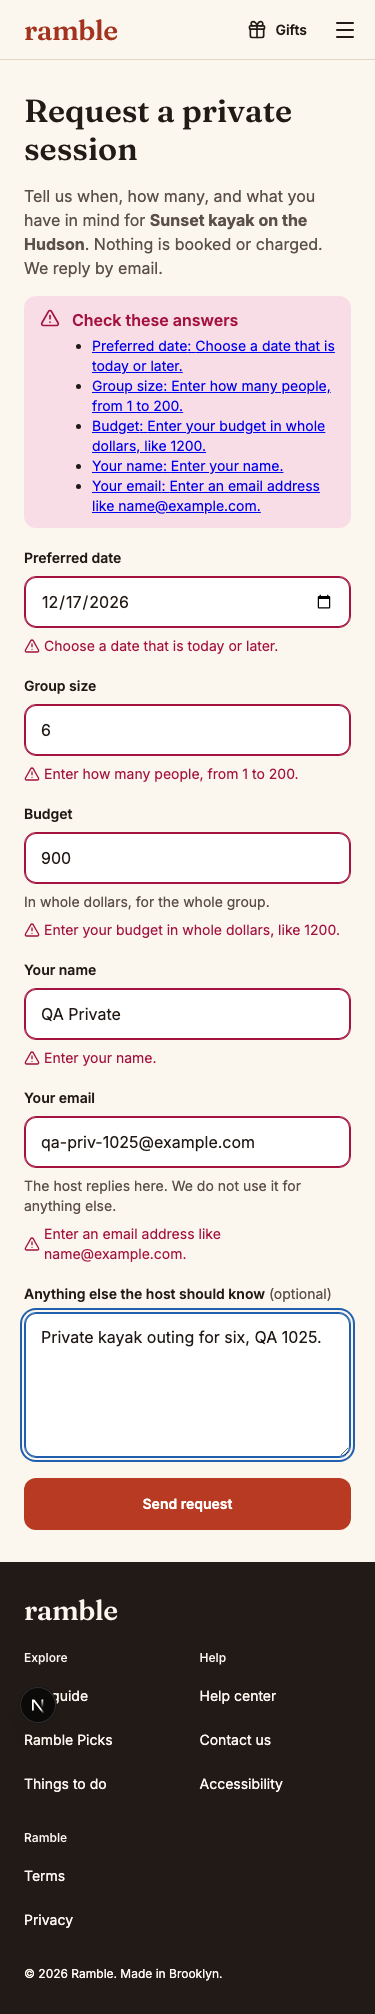 ramble
Gifts
Request a private
session
Tell us when, how many, and what you
have in mind for Sunset kayak on the
Hudson. Nothing is booked or charged.
We reply by email.
Check these answers
Preferred date: Choose a date that is
today or later.
Group size: Enter how many people,
from 1 to 200.
Budget: Enter your budget in whole
dollars, like 1200.
Your name: Enter your name.
Your email: Enter an email address
like name@example.com.
Preferred date
12/17/2026
Choose a date that is today or later.
Group size
6
Enter how many people, from 1 to 200.
Budget
900
In whole dollars, for the whole group.
Enter your budget in whole dollars, like 1200.
Your name
QA Private
Enter your name.
Your email
qa-priv-1025@example.com
The host replies here. We do not use it for
anything else.
Enter an email address like
name@example.com.
Anything else the host should know (optional)
Private kayak outing for six, QA 1025.
Send request
ramble
Explore
Help
N
guide
Help center
Ramble Picks
Contact us
Things to do
Accessibility
Ramble
Terms
Privacy
© 2026 Ramble. Made in Brooklyn.